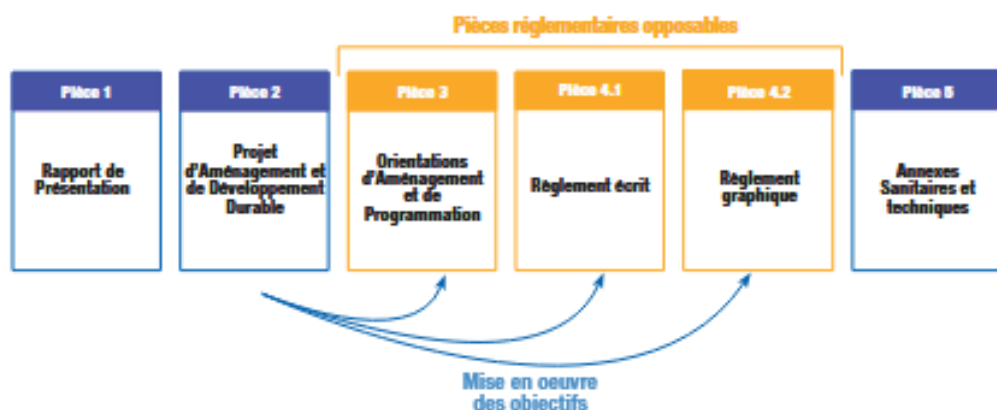 Pièces réglementaires opposables
Pièce 1
Rapport de
Présentation
Pièce 2
Projet
d'Aménagement et
de Développement
Durable
Pièce 3
Orientations
d'Aménagement
et de
Programmation
Pièce 4.1
Règlement écrit
Pièce 4.2
Règlement
graphique
Pièce 5
Annexes
Sanitaires et
techniques
Mise en oeuvre
des objectifs